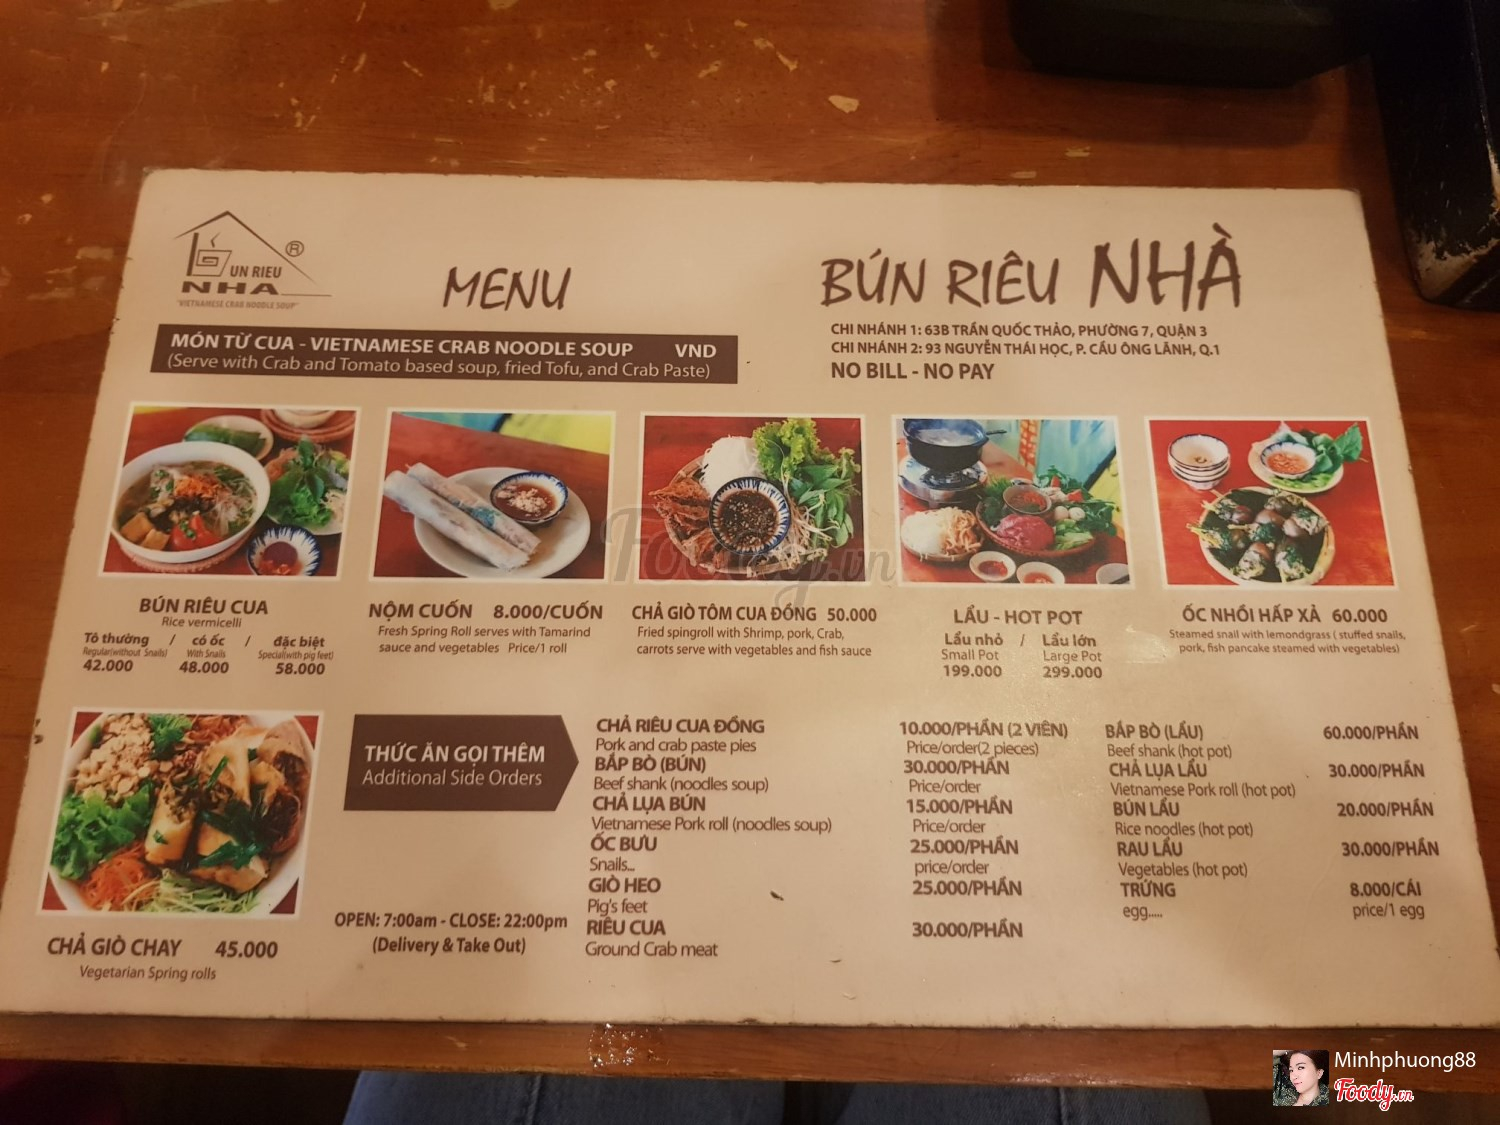 UN RIEU ®
NHA
"VIETNAMESE CRAB NOODLE SOUP"
MENU
BÚN RIÊU NHÀ
CHI NHÁNH 1: 63B TRẦN QUỐC THẢO, PHƯỜNG 7, QUẬN 3
CHI NHÁNH 2: 93 NGUYỄN THÁI HỌC, P. CẦU ÔNG LÃNH, Q.1
NO BILL - NO PAY
MÓN TỪ CUA - VIETNAMESE CRAB NOODLE SOUP VND
(Serve with Crab and Tomato based soup, fried Tofu, and Crab Paste)
BÚN RIÊU CUA
Rice vermicelli
Tô thường / có ốc / đặc biệt
Regular(without Snails) With Snails Special(with pig feet)
42.000 48.000 58.000
NỘM CUỐN 8.000/CUỐN
Fresh Spring Roll serves with Tamarind
sauce and vegetables Price/1 roll
CHẢ GIÒ TÔM CUA ĐỒNG 50.000
Fried spingroll with Shrimp, pork, Crab,
carrots serve with vegetables and fish sauce
LẨU - HOT POT
Lẩu nhỏ / Lẩu lớn
Small Pot Large Pot
199.000 299.000
ỐC NHỒI HẤP XẢ 60.000
Steamed snail with lemondgrass ( stuffed snails,
pork, fish pancake steamed with vegetables)
CHẢ GIÒ CHAY 45.000
Vegetarian Spring rolls
THỨC ĂN GỌI THÊM
Additional Side Orders
OPEN: 7:00am - CLOSE: 22:00pm
(Delivery & Take Out)
CHẢ RIÊU CUA ĐỒNG 10.000/PHẦN (2 VIÊN)
Pork and crab paste pies Price/order(2 pieces)
BẮP BÒ (BÚN) 30.000/PHẦN
Beef shank (noodles soup) Price/order
CHẢ LỤA BÚN 15.000/PHẦN
Vietnamese Pork roll (noodles soup) Price/order
ỐC BƯU 25.000/PHẦN
Snails... price/order
GIÒ HEO 25.000/PHẦN
Pig's feet
RIÊU CUA 30.000/PHẦN
Ground Crab meat
BẮP BÒ (LẨU) 60.000/PHẦN
Beef shank (hot pot)
CHẢ LỤA LẨU 30.000/PHẦN
Vietnamese Pork roll (hot pot)
BÚN LẨU 20.000/PHẦN
Rice noodles (hot pot)
RAU LẨU 30.000/PHẦN
Vegetables (hot pot)
TRỨNG 8.000/CÁI
egg..... price/1 egg
Foody.vn
Minhphuong88
Foody.vn